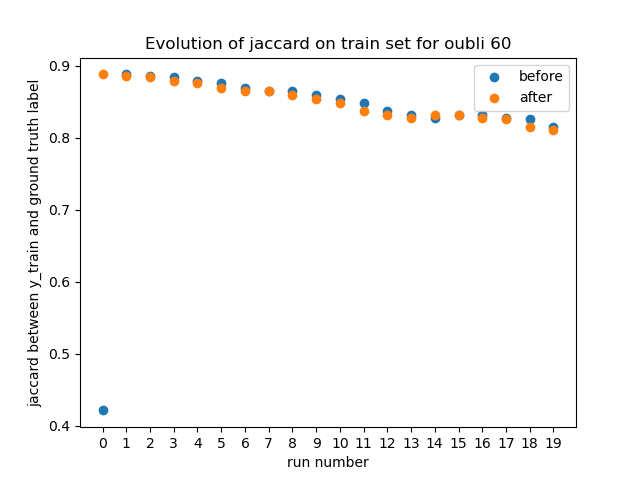 Evolution of jaccard on train set for oubli 60
before
after
jaccard between y_train and ground truth label
0.9
0.8
0.7
0.6
0.5
0.4
0 1 2 3 4 5 6 7 8 9 10 11 12 13 14 15 16 17 18 19
run number